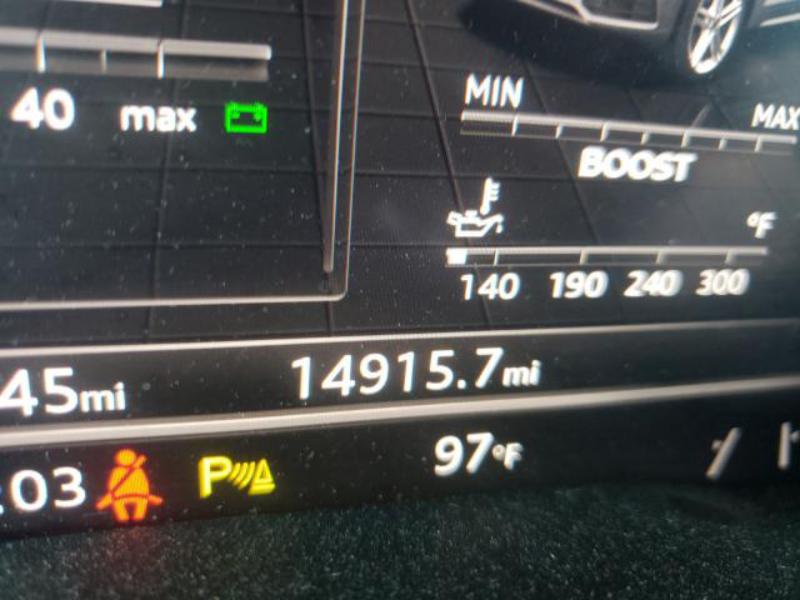 40 max
MIN MAX
BOOST
°F
140 190 240 300
45mi 14915.7mi
:03 P 97°F